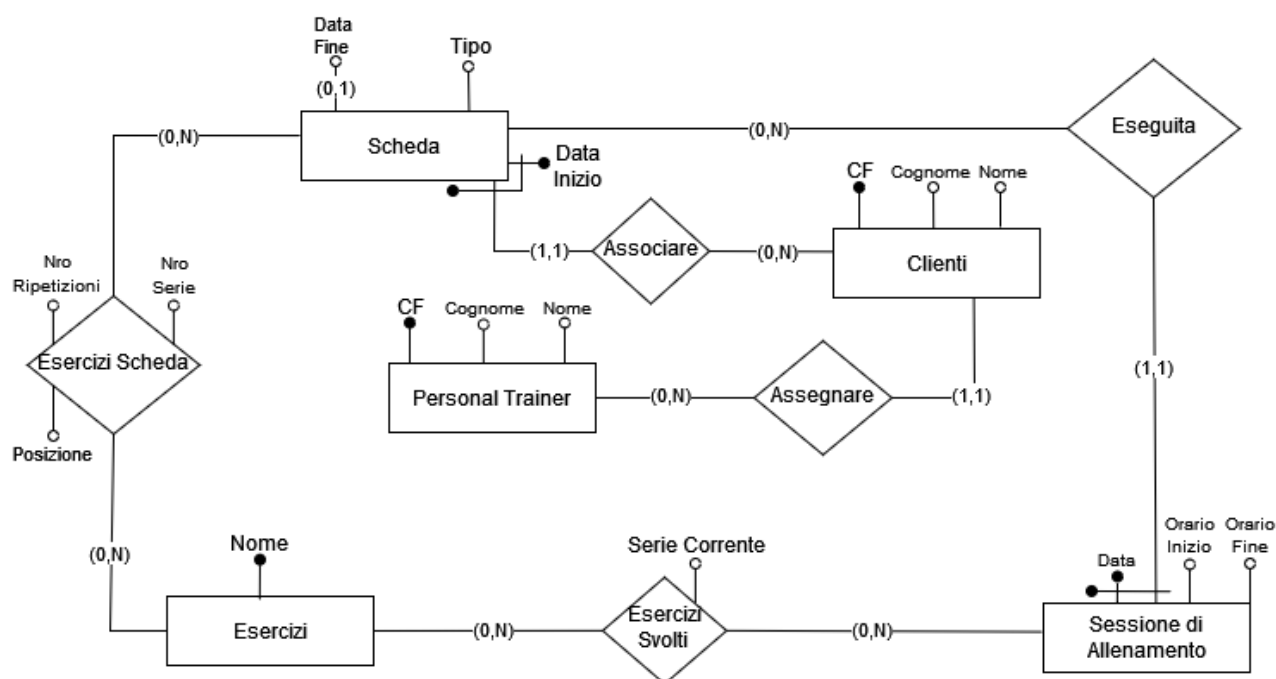 Data
Fine
Tipo
(0,1)
(0,N)
Scheda
(0,N)
Eseguita
Data
Inizio
CF
Cognome
Nome
(1,1)
Associare
(0,N)
Clienti
Nro
Ripetizioni
Nro
Serie
CF
Cognome
Nome
Esercizi Scheda
(1,1)
Personal Trainer
(0,N)
Assegnare
(1,1)
Posizione
(0,N)
Nome
Serie Corrente
Data
Orario
Inizio
Orario
Fine
Esercizi
(0,N)
Esercizi
Svolti
(0,N)
Sessione di
Allenamento